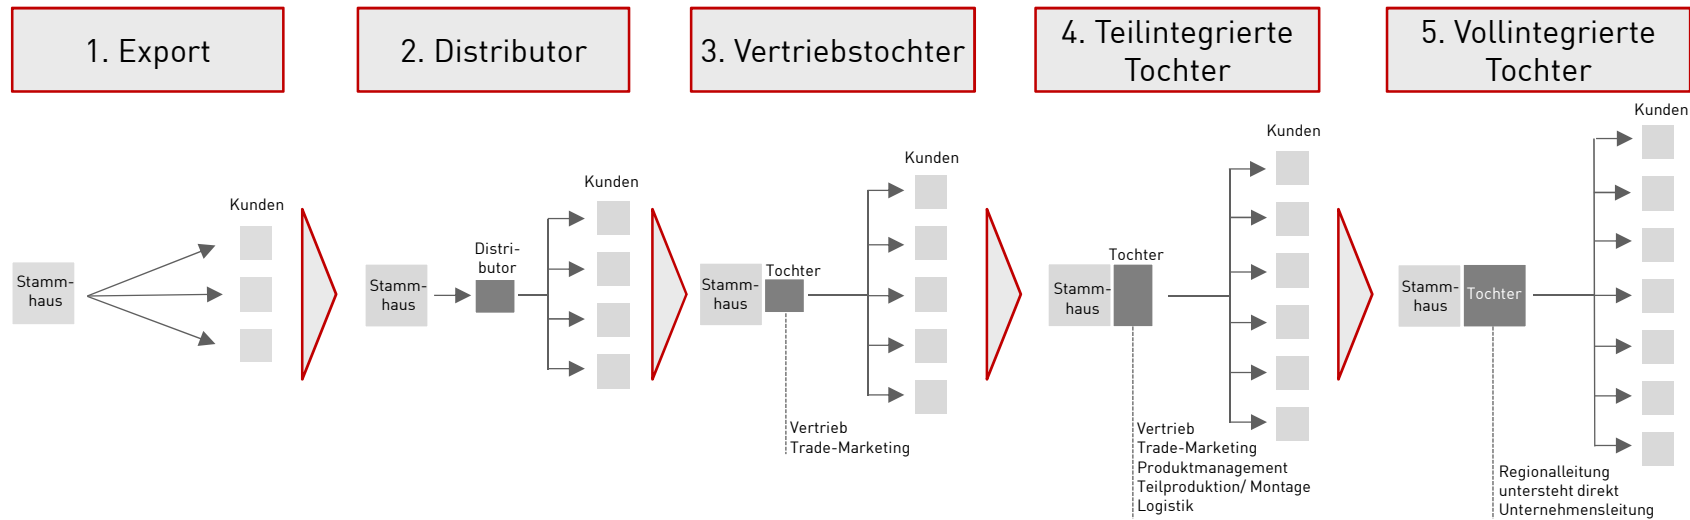 1. Export
Kunden
Stamm-
haus
2. Distributor
Kunden
Distri-
butor
Stamm-
haus
3. Vertriebstochter
Kunden
Tochter
Stamm-
haus
Vertrieb
Trade-Marketing
4. Teilintegrierte
Tochter
Kunden
Tochter
Stamm-
haus
Vertrieb
Trade-Marketing
Produktmanagement
Teilproduktion/ Montage
Logistik
5. Vollintegrierte
Tochter
Kunden
Stamm-
haus
Tochter
Regionalleitung
untersteht direkt
Unternehmensleitung